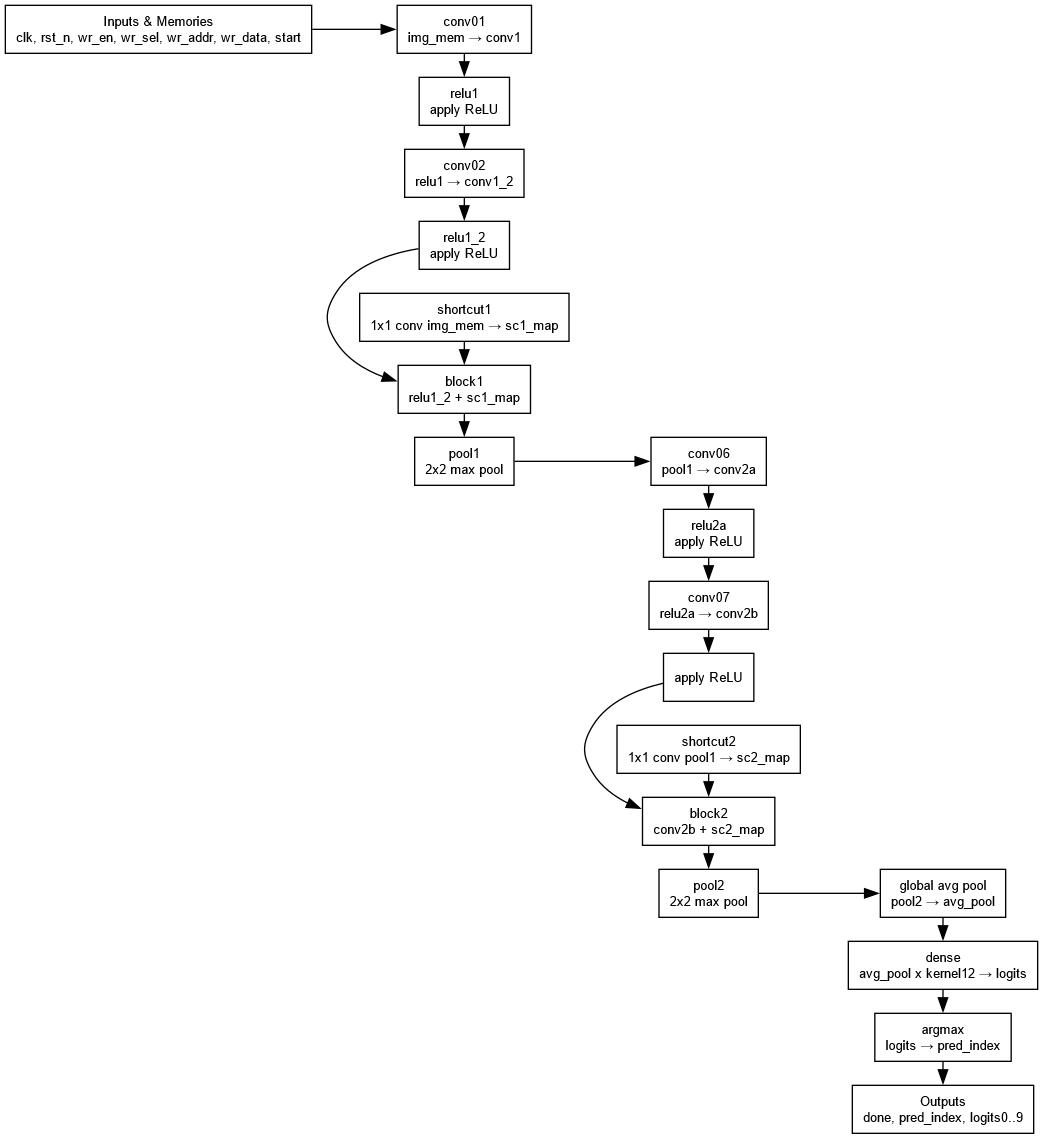 Inputs & Memories
clk, rst_n, wr_en, wr_sel, wr_addr, wr_data, start
conv01
img_mem → conv1
relu1
apply ReLU
conv02
relu1 → conv1_2
relu1_2
apply ReLU
shortcut1
1x1 conv img_mem → sc1_map
block1
relu1_2 + sc1_map
pool1
2x2 max pool
conv06
pool1 → conv2a
relu2a
apply ReLU
conv07
relu2a → conv2b
apply ReLU
shortcut2
1x1 conv pool1 → sc2_map
block2
conv2b + sc2_map
pool2
2x2 max pool
global avg pool
pool2 → avg_pool
dense
avg_pool x kernel12 → logits
argmax
logits → pred_index
Outputs
done, pred_index, logits0..9